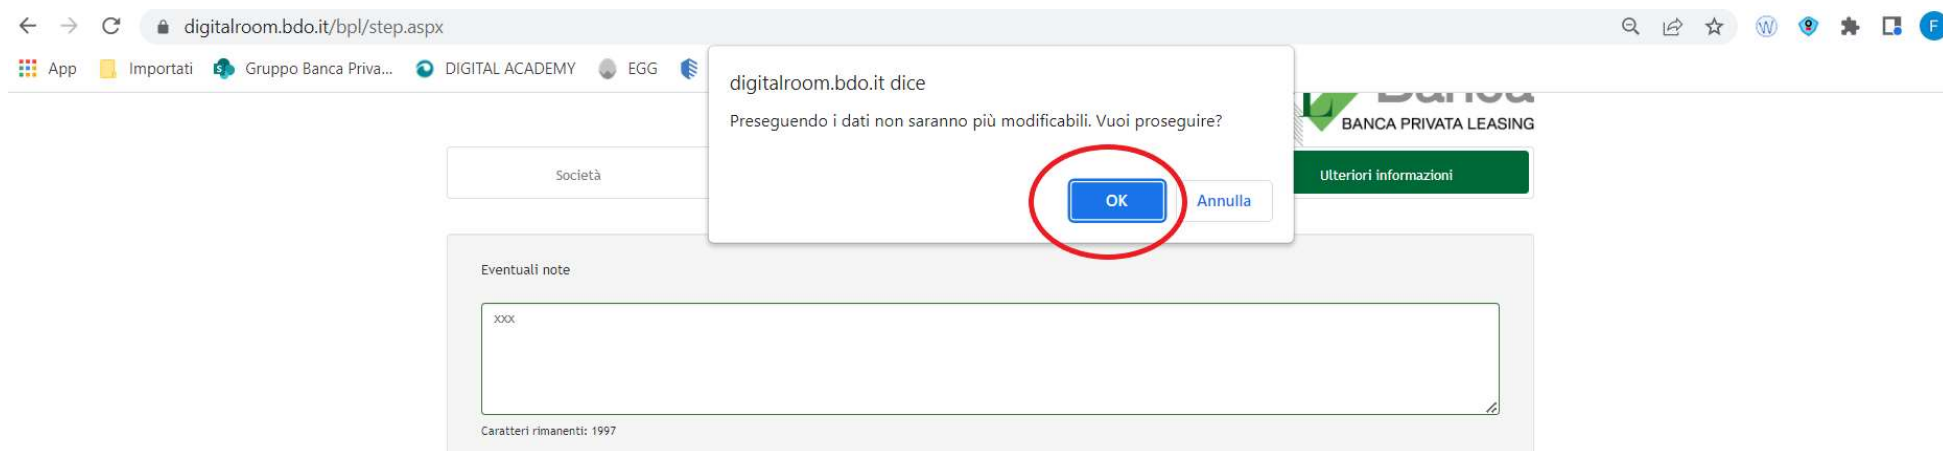 digitalroom.bdo.it/bpl/step.aspx
F
App
Importati
Gruppo Banca Priva...
DIGITAL ACADEMY
EGG
digitalroom.bdo.it dice
Preseguendo i dati non saranno più modificabili. Vuoi proseguire?
OK
Annulla
Banca
BANCA PRIVATA LEASING
Società
Ulteriori informazioni
Eventuali note
xxx
Caratteri rimanenti: 1997